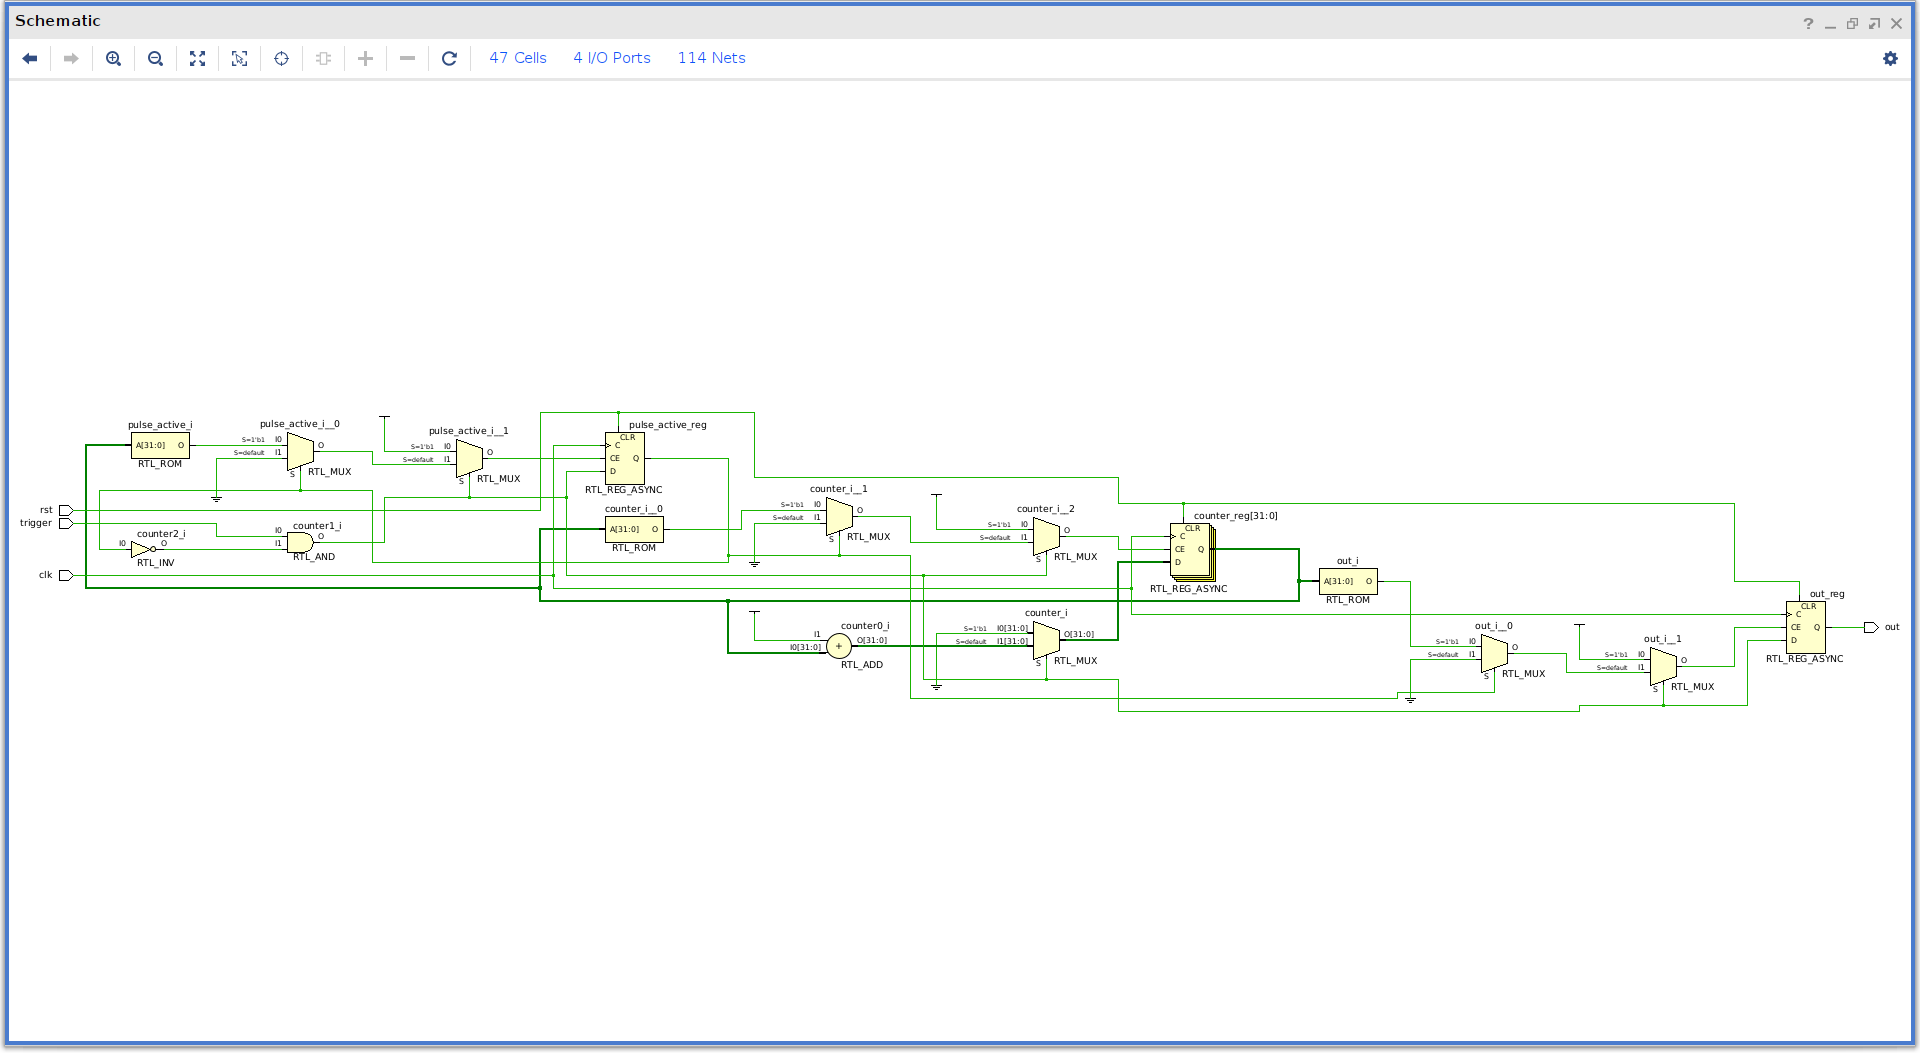 Schematic
47 Cells 4 I/O Ports 114 Nets
pulse_active_i
A[31:0] O
RTL_ROM
pulse_active_i__0
S=1'b1 I0
S=default I1
O
S
RTL_MUX
pulse_active_i__1
S=1'b1 I0
S=default I1
O
S
RTL_MUX
pulse_active_reg
CLR
C
CE Q
D
RTL_REG_ASYNC
rst
trigger
clk
counter2_i
I0 O
RTL_INV
counter1_i
I0
I1
O
RTL_AND
counter_i__0
A[31:0] O
RTL_ROM
counter_i__1
S=1'b1 I0
S=default I1
O
S
RTL_MUX
counter_i__2
S=1'b1 I0
S=default I1
O
S
RTL_MUX
counter_reg[31:0]
CLR
C
CE Q
D
RTL_REG_ASYNC
counter0_i
I1
I0[31:0]
+
O[31:0]
RTL_ADD
counter_i
S=1'b1 I0[31:0]
S=default I1[31:0]
O[31:0]
S
RTL_MUX
out_i
A[31:0] O
RTL_ROM
out_i__0
S=1'b1 I0
S=default I1
O
S
RTL_MUX
out_i__1
S=1'b1 I0
S=default I1
O
S
RTL_MUX
out_reg
CLR
C
CE Q
D
RTL_REG_ASYNC
out